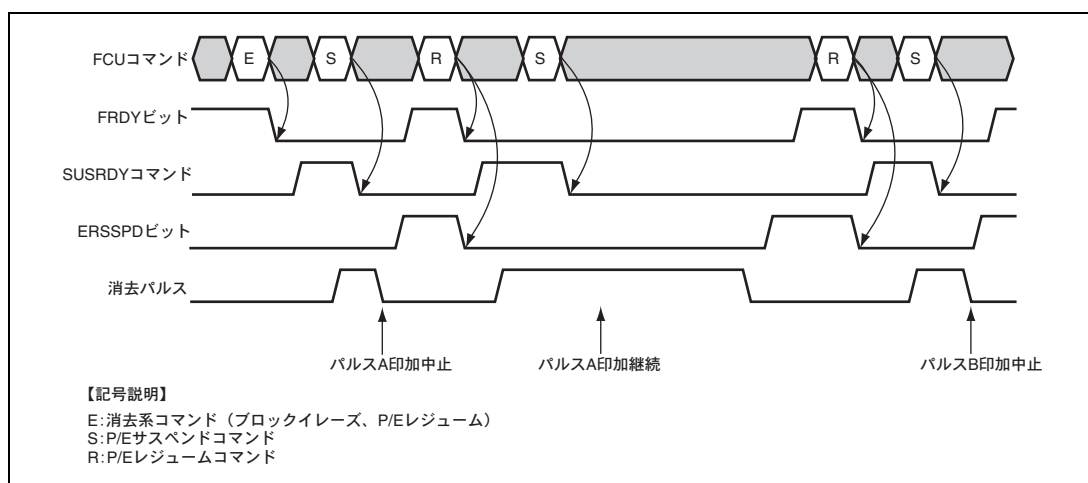 FCUコマンド E S R S R S
FRDYビット
SUSRDYコマンド
ERSSPDビット
消去パルス
パルスA印加中止 パルスA印加継続 パルスB印加中止
【記号説明】
E:消去系コマンド（ブロックイレーズ、P/Eレジューム）
S:P/Eサスペンドコマンド
R:P/Eレジュームコマンド